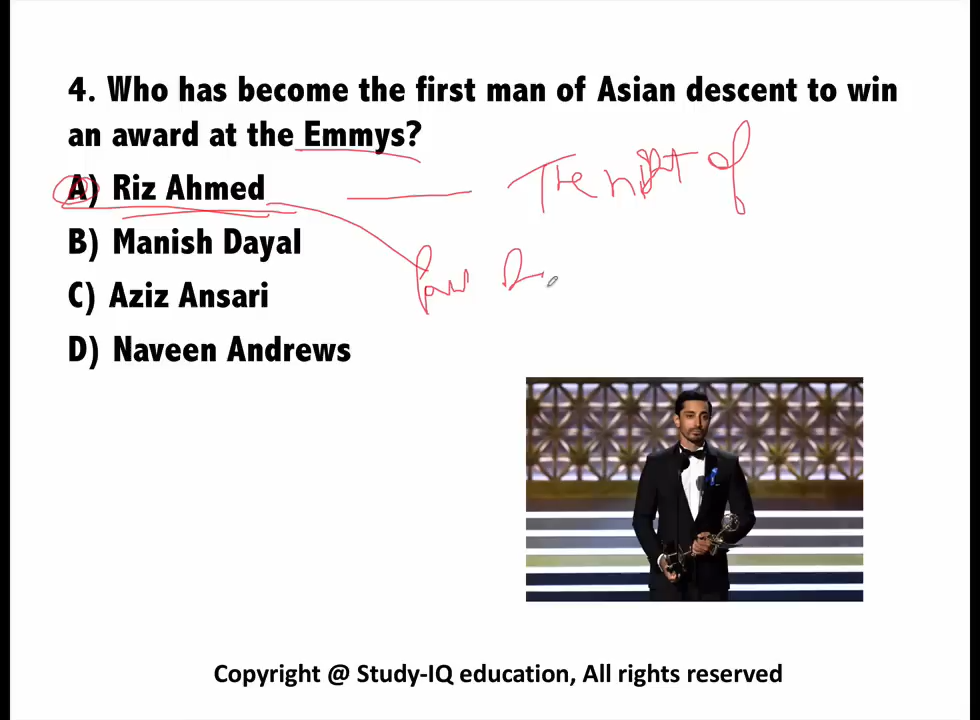 4. Who has become the first man of Asian descent to win
an award at the Emmys?
A) Riz Ahmed
The night of
B) Manish Dayal
C) Aziz Ansari
D) Naveen Andrews
Copyright @ Study-IQ education, All rights reserved